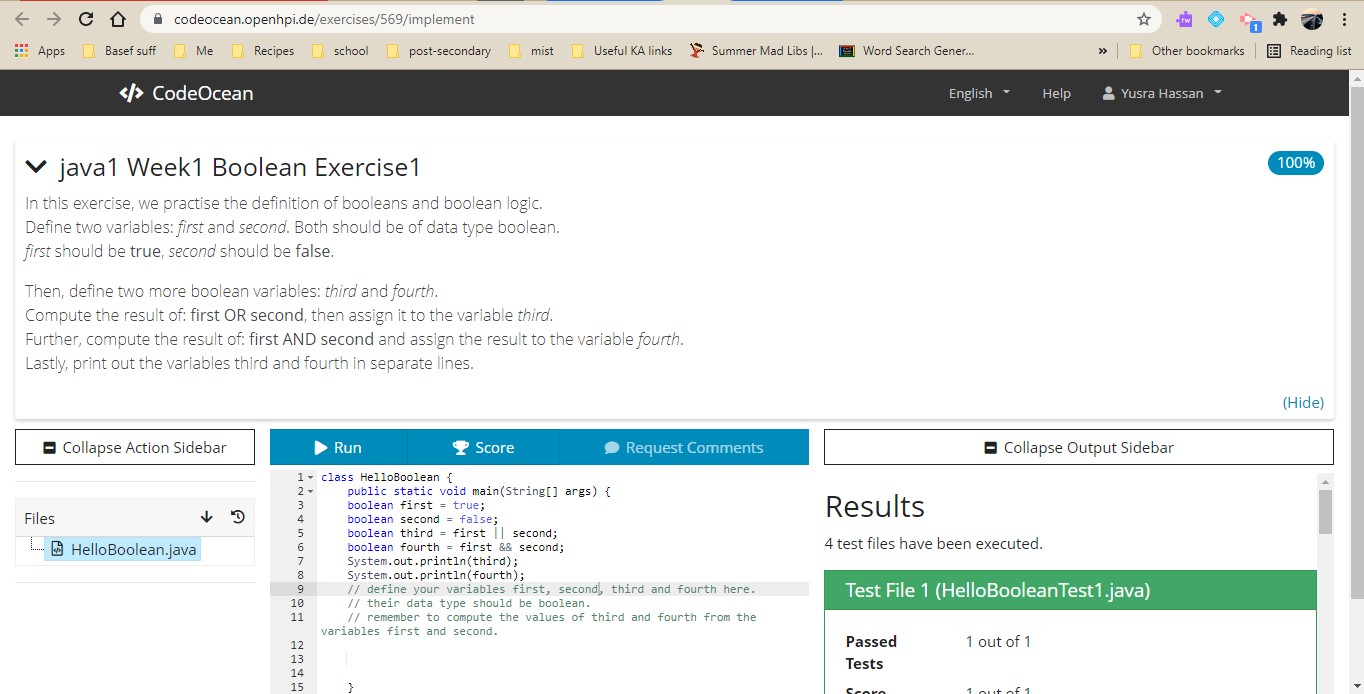 codeocean.openhpi.de/exercises/569/implement
rw
1
Apps Basef suff Me Recipes school post-secondary mist Useful KA links Summer Mad Libs |... Word Search Gener... » Other bookmarks Reading list
</> CodeOcean English Help Yusra Hassan
java1 Week1 Boolean Exercise1 100%
In this exercise, we practise the definition of booleans and boolean logic.
Define two variables: first and second. Both should be of data type boolean.
first should be true, second should be false.
Then, define two more boolean variables: third and fourth.
Compute the result of: first OR second, then assign it to the variable third.
Further, compute the result of: first AND second and assign the result to the variable fourth.
Lastly, print out the variables third and fourth in separate lines.
(Hide)
Collapse Action Sidebar
Files
HelloBoolean.java
Run Score Request Comments
1 class HelloBoolean {
2 public static void main(String[] args) {
3 boolean first = true;
4 boolean second = false;
5 boolean third = first || second;
6 boolean fourth = first && second;
7 System.out.println(third);
8 System.out.println(fourth);
9 // define your variables first, second, third and fourth here.
10 // their data type should be boolean.
11 // remember to compute the values of third and fourth from the
variables first and second.
12
13
14
15 }
Collapse Output Sidebar
Results
4 test files have been executed.
Test File 1 (HelloBooleanTest1.java)
Passed 1 out of 1
Tests
Score 1 out of 1